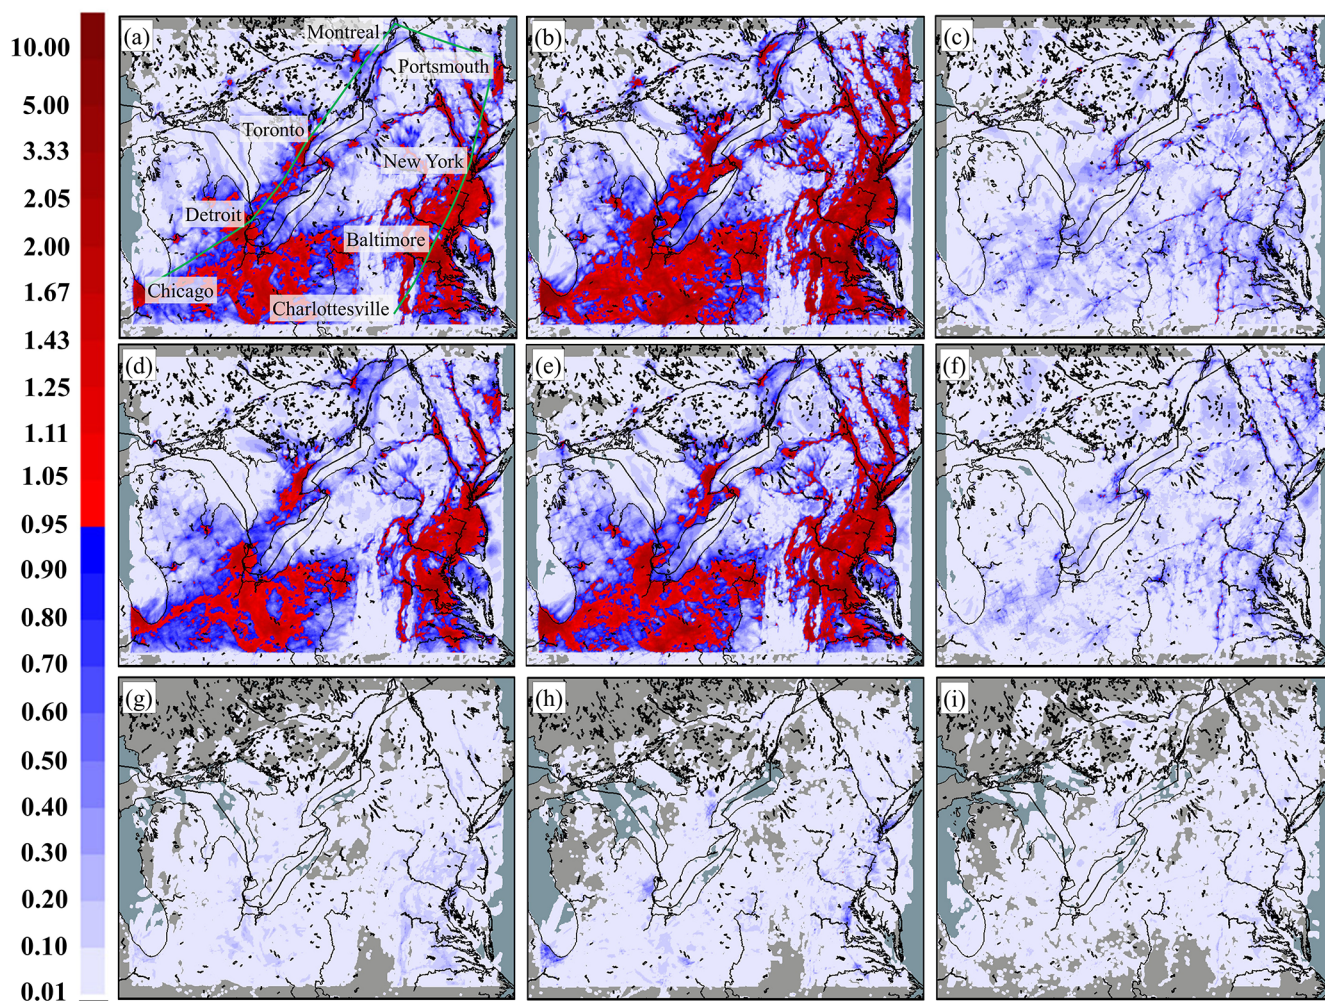 10.00
5.00
3.33
2.05
2.00
1.67
1.43
1.25
1.11
1.05
0.95
0.90
0.80
0.70
0.60
0.50
0.40
0.30
0.20
0.10
0.01
(a)
Montreal
Portsmouth
Toronto
New York
Detroit
Baltimore
Chicago
Charlottesville
(b)
(c)
(d)
(e)
(f)
(g)
(h)
(i)